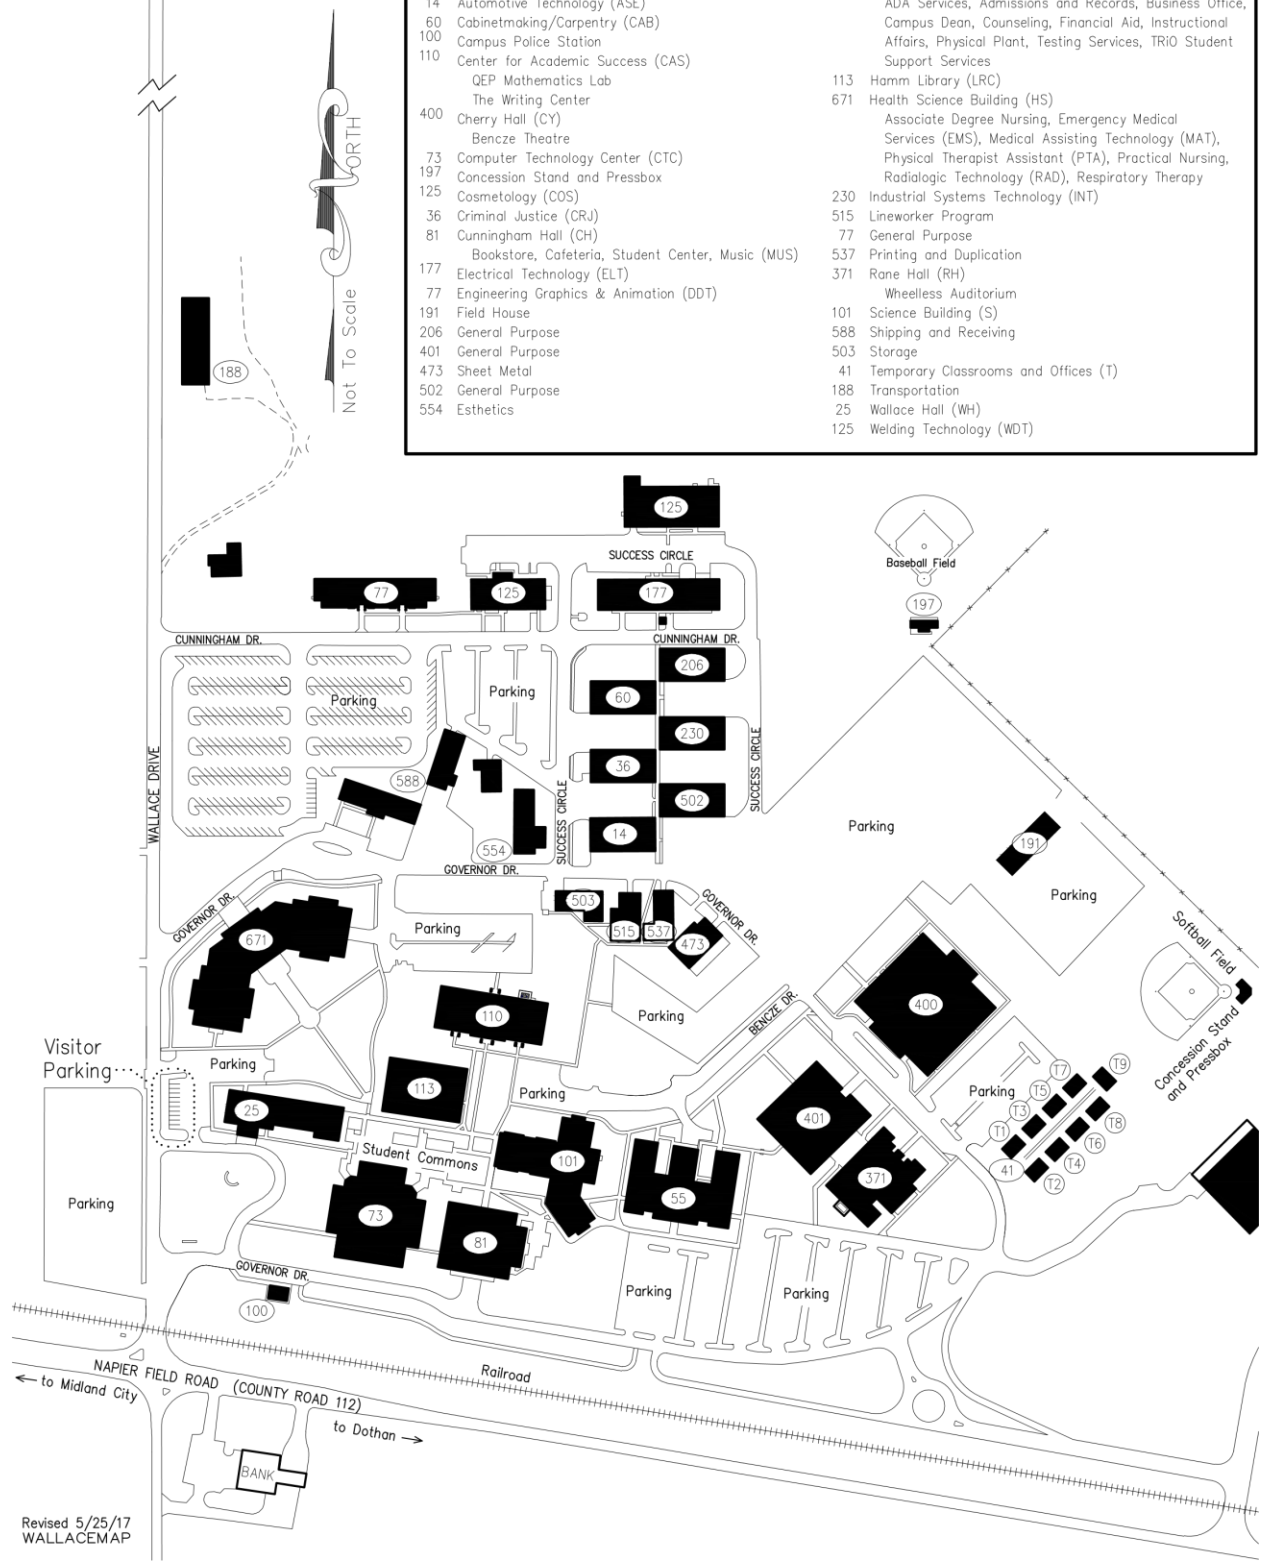 14 Automotive Technology (ASE)
60 Cabinetmaking/Carpentry (CAB)
100 Campus Police Station
110 Center for Academic Success (CAS)
QEP Mathematics Lab
The Writing Center
400 Cherry Hall (CY)
Bencze Theatre
73 Computer Technology Center (CTC)
197 Concession Stand and Pressbox
125 Cosmetology (COS)
36 Criminal Justice (CRJ)
81 Cunningham Hall (CH)
Bookstore, Cafeteria, Student Center, Music (MUS)
177 Electrical Technology (ELT)
77 Engineering Graphics & Animation (DDT)
191 Field House
206 General Purpose
401 General Purpose
473 Sheet Metal
502 General Purpose
554 Esthetics
ADA Services, Admissions and Records, Business Office,
Campus Dean, Counseling, Financial Aid, Instructional
Affairs, Physical Plant, Testing Services, TRiO Student
Support Services
113 Hamm Library (LRC)
671 Health Science Building (HS)
Associate Degree Nursing, Emergency Medical
Services (EMS), Medical Assisting Technology (MAT),
Physical Therapist Assistant (PTA), Practical Nursing,
Radialogic Technology (RAD), Respiratory Therapy
230 Industrial Systems Technology (INT)
515 Lineworker Program
77 General Purpose
537 Printing and Duplication
371 Rane Hall (RH)
Wheelless Auditorium
101 Science Building (S)
588 Shipping and Receiving
503 Storage
41 Temporary Classrooms and Offices (T)
188 Transportation
25 Wallace Hall (WH)
125 Welding Technology (WDT)
NORTH
Not To Scale
188
125
SUCCESS CIRCLE
Baseball Field
77
125
177
197
CUNNINGHAM DR.
CUNNINGHAM DR.
206
Parking
Parking
60
230
WALLACE DRIVE
SUCCESS CIRCLE
SUCCESS CIRCLE
36
588
502
14
554
Parking
191
GOVERNOR DR.
Parking
503
GOVERNOR DR.
GOVERNOR DR.
671
Parking
515
537
473
Softball Field
400
BENCZE DR.
110
Parking
Concession Stand
and Pressbox
Visitor
Parking
Parking
113
Parking
Parking
T9
T7
T5
T3
T1
T8
T6
T4
T2
41
25
401
Student Commons
101
371
55
Parking
73
81
GOVERNOR DR.
Parking
Parking
100
Railroad
NAPIER FIELD ROAD (COUNTY ROAD 112)
← to Midland City
to Dothan →
BANK
Revised 5/25/17
WALLACEMAP